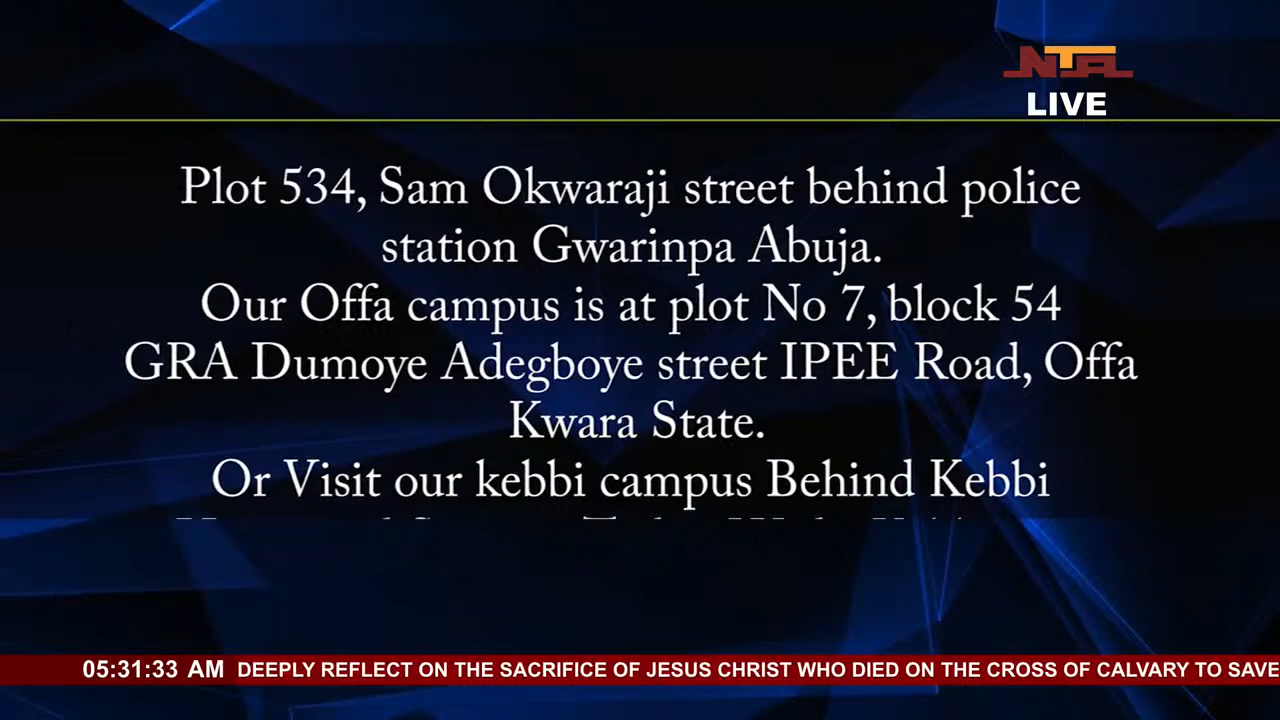 NTA
LIVE
Plot 534, Sam Okwaraji street behind police
station Gwarinpa Abuja.
Our Offa campus is at plot No 7, block 54
GRA Dumoye Adegboye street IPEE Road, Offa
Kwara State.
Or Visit our kebbi campus Behind Kebbi
05:31:33 AM DEEPLY REFLECT ON THE SACRIFICE OF JESUS CHRIST WHO DIED ON THE CROSS OF CALVARY TO SAVE